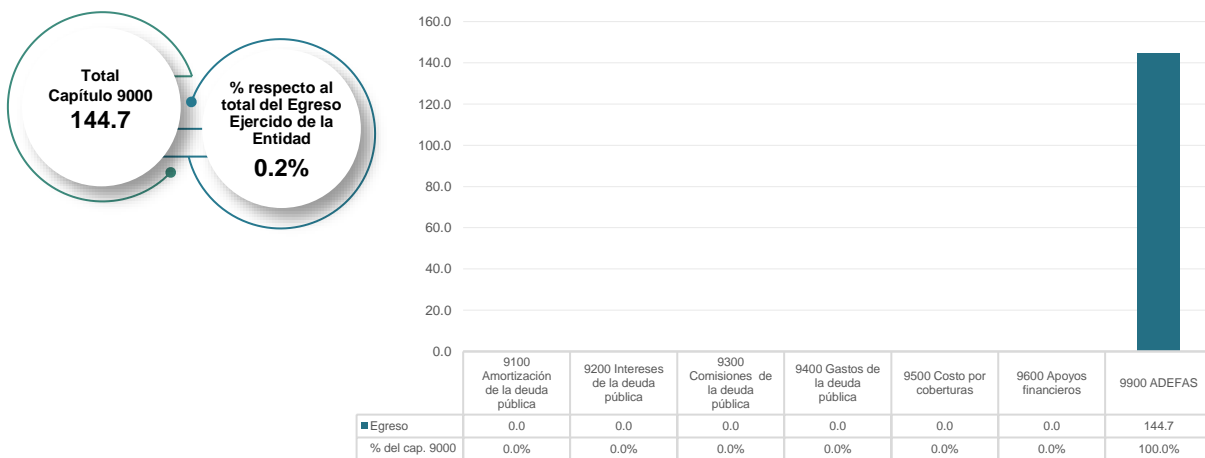 Total
Capítulo 9000
144.7
% respecto al
total del Egreso
Ejercido de la
Entidad
0.2%
160.0
140.0
120.0
100.0
80.0
60.0
40.0
20.0
0.0
9100
Amortización
de la deuda
pública
9200 Intereses
de la deuda
pública
9300
Comisiones de
la deuda
pública
9400 Gastos de
la deuda
pública
9500 Costo por
coberturas
9600 Apoyos
financieros
9900 ADEFAS
Egreso 0.0 0.0 0.0 0.0 0.0 0.0 144.7
% del cap. 9000 0.0% 0.0% 0.0% 0.0% 0.0% 0.0% 100.0%